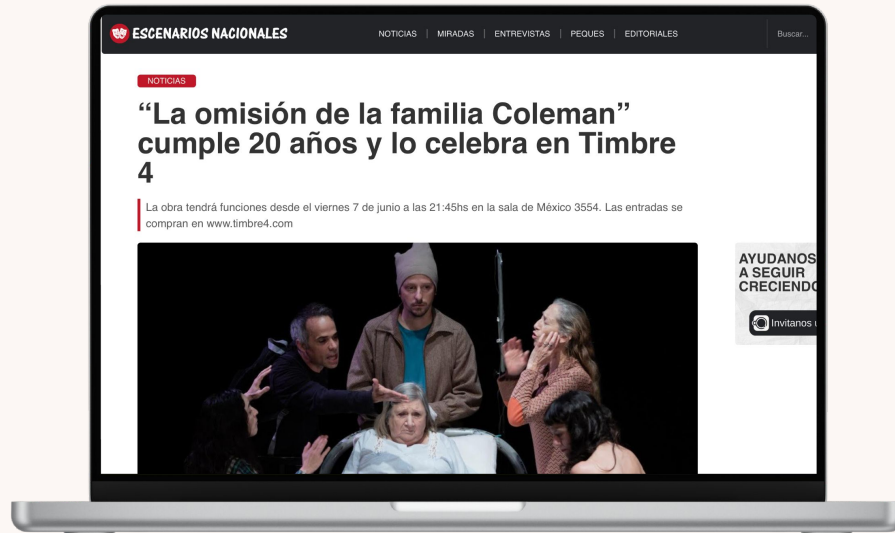 ESCENARIOS NACIONALES
NOTICIAS | MIRADAS | ENTREVISTAS | PEQUES | EDITORIALES
Buscar...
NOTICIAS
“La omisión de la familia Coleman”
cumple 20 años y lo celebra en Timbre
4
La obra tendrá funciones desde el viernes 7 de junio a las 21:45hs en la sala de México 3554. Las entradas se
compran en www.timbre4.com
AYUDANOS
A SEGUIR
CRECIENDO
Invitanos